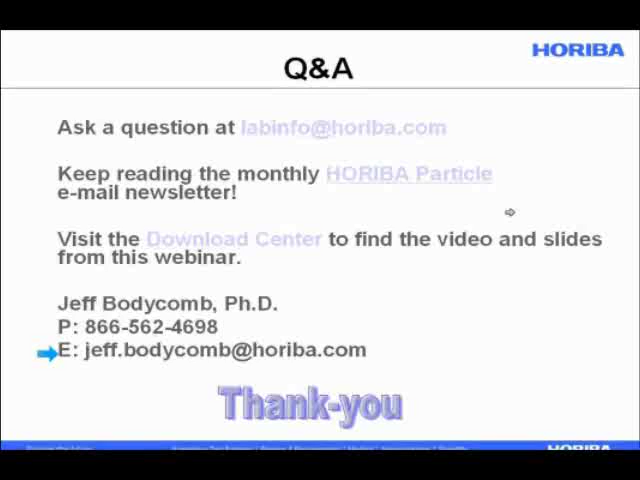 HORIBA
Q&A
Ask a question at labinfo@horiba.com
Keep reading the monthly HORIBA Particle
e-mail newsletter!
Visit the Download Center to find the video and slides
from this webinar.
Jeff Bodycomb, Ph.D.
P: 866-562-4698
E: jeff.bodycomb@horiba.com
Thank-you
HORIBA